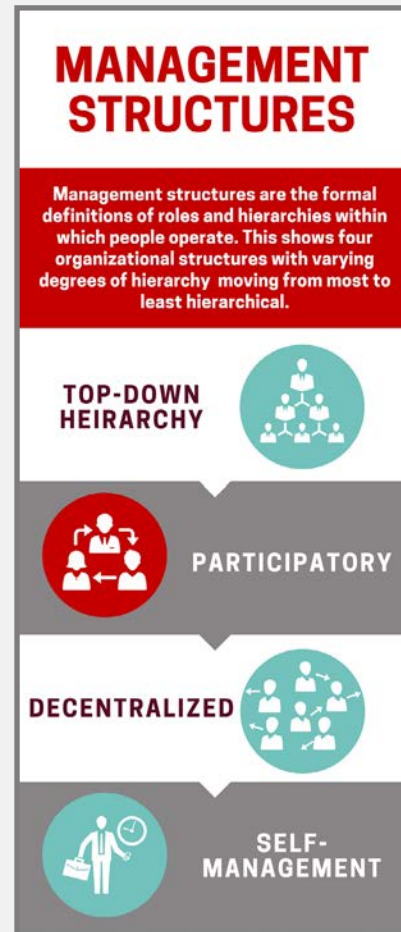 MANAGEMENT
STRUCTURES
Management structures are the formal
definitions of roles and hierarchies within
which people operate. This shows four
organizational structures with varying
degrees of hierarchy moving from most to
least hierarchical.
TOP-DOWN
HEIRARCHY
PARTICIPATORY
DECENTRALIZED
SELF-
MANAGEMENT